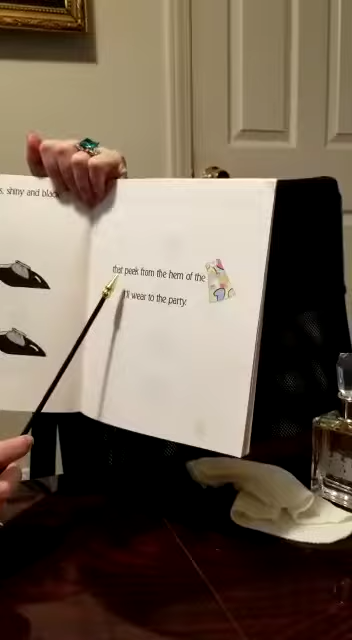 s, shiny and black
that peek from the hem of the
I'll wear to the party.